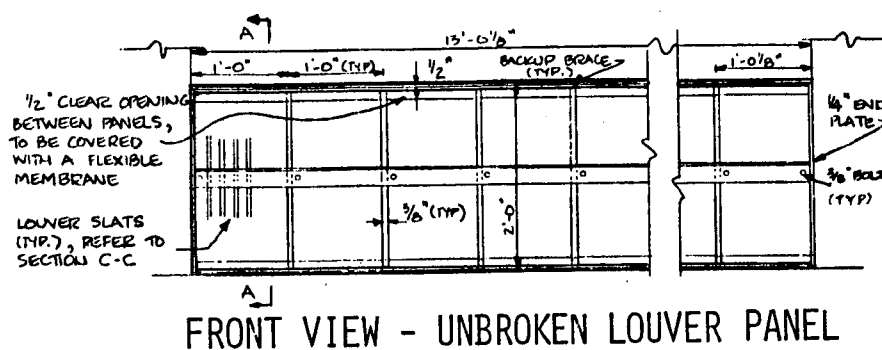 A
13'-0⅛"
1'-0"
1'-0" (TYP)
½"
BACKUP BRACE
(TYP.)
1'-0⅛"
½" CLEAR OPENING
BETWEEN PANELS,
TO BE COVERED
WITH A FLEXIBLE
MEMBRANE
¼" END
PLATE
⅜" BOLT
(TYP)
LOUVER SLATS
(TYP.), REFER TO
SECTION C-C
⅜" (TYP)
2'-0"
A
FRONT VIEW - UNBROKEN LOUVER PANEL